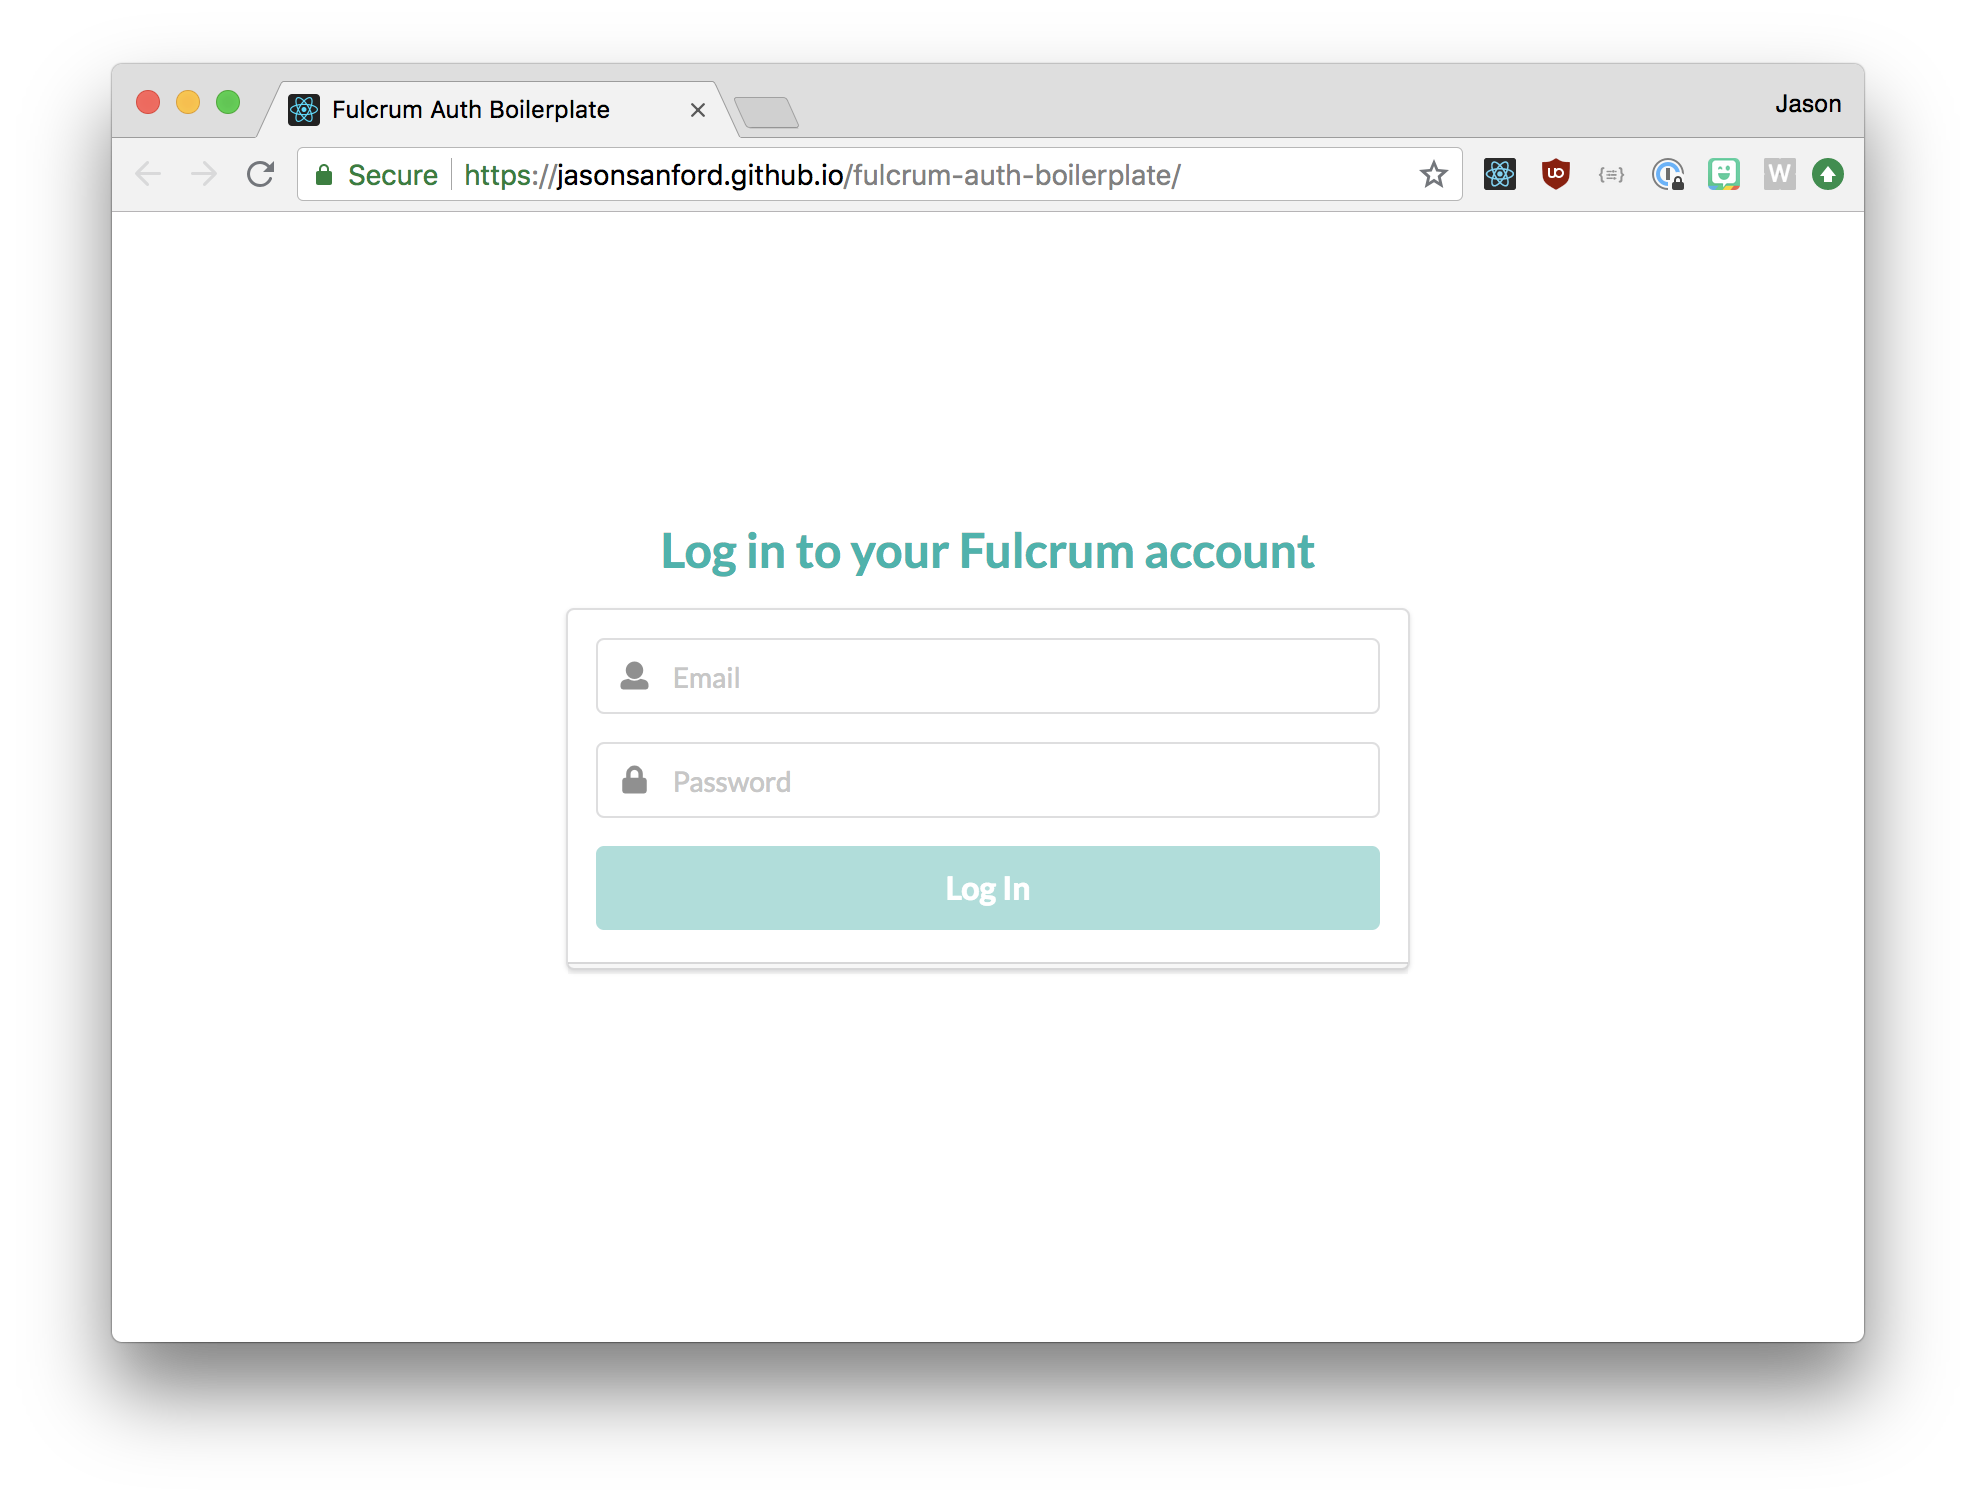 Fulcrum Auth Boilerplate
Jason
Secure https://jasonsanford.github.io/fulcrum-auth-boilerplate/
W
Log in to your Fulcrum account
Email
Password
Log In